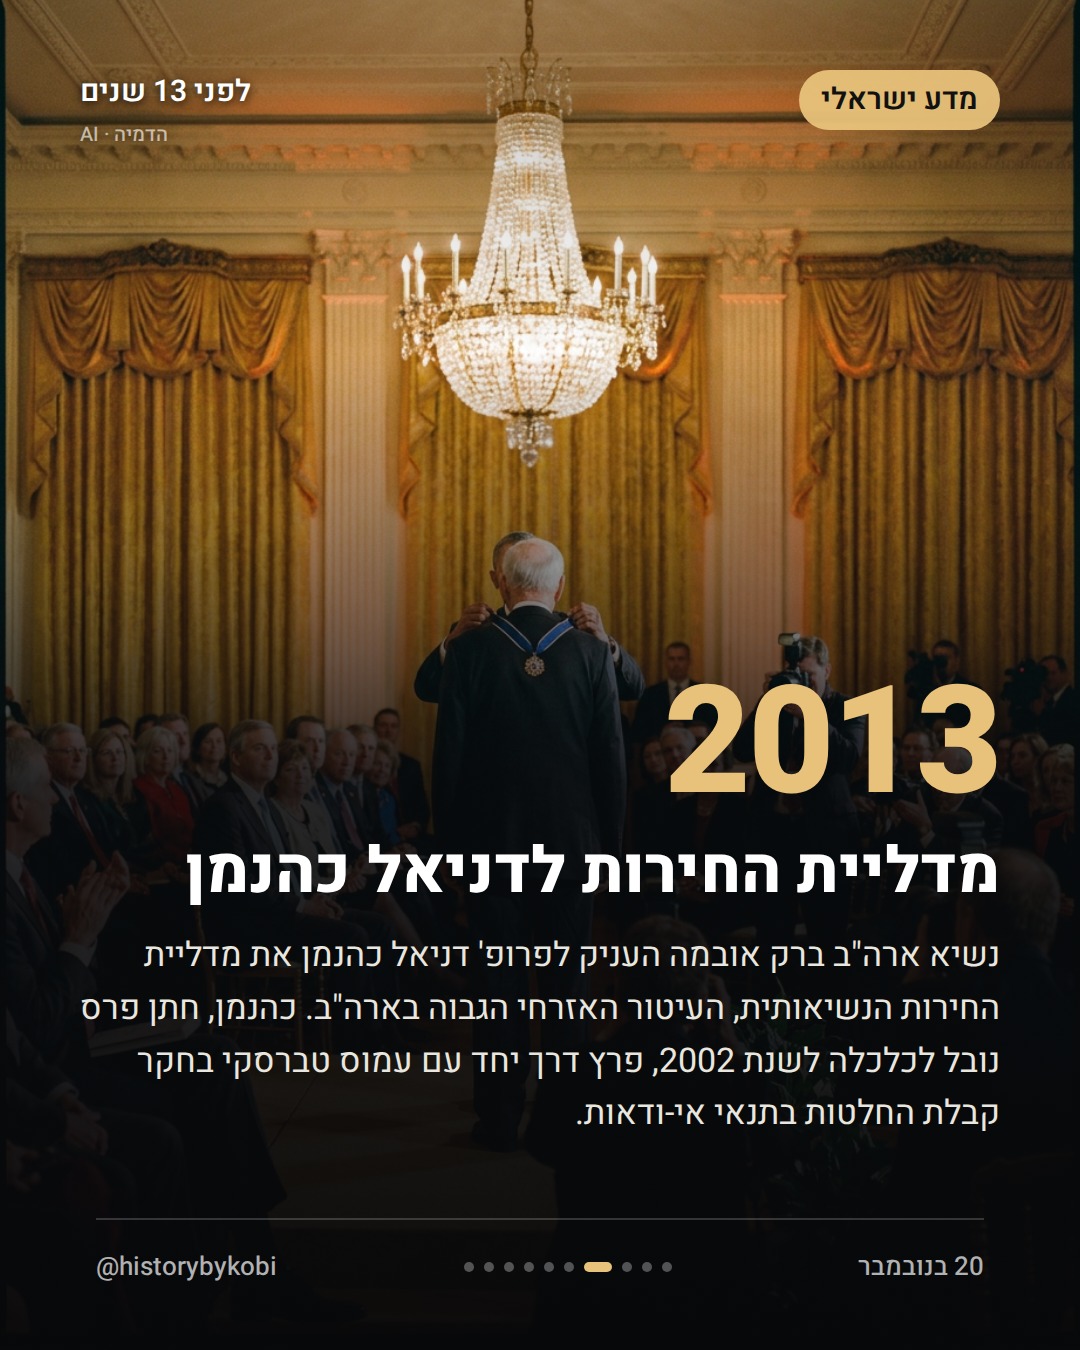 מדע ישראלי
לפני 13 שנים
הדמיה · AI
2013
מדליית החירות לדניאל כהנמן
נשיא ארה"ב ברק אובמה העניק לפרופ' דניאל כהנמן את מדליית
החירות הנשיאותית, העיטור האזרחי הגבוה בארה"ב. כהנמן, חתן פרס
נובל לכלכלה לשנת 2002, פרץ דרך יחד עם עמוס טברסקי בחקר
קבלת החלטות בתנאי אי-ודאות.
20 בנובמבר
@historybykobi